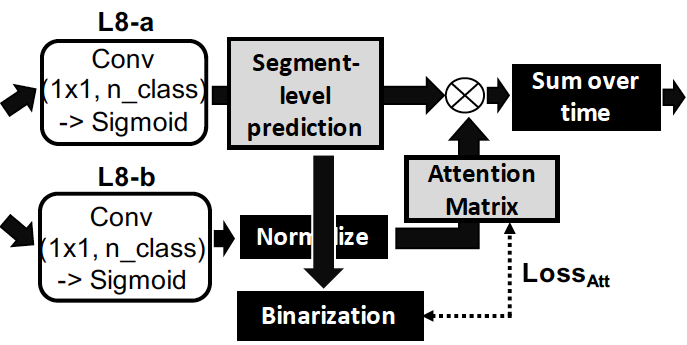 L8-a
Conv
(1x1, n_class)
-> Sigmoid
Segment-
level
prediction
Sum over
time
L8-b
Conv
(1x1, n_class)
-> Sigmoid
Normalize
Attention
Matrix
LossAtt
Binarization